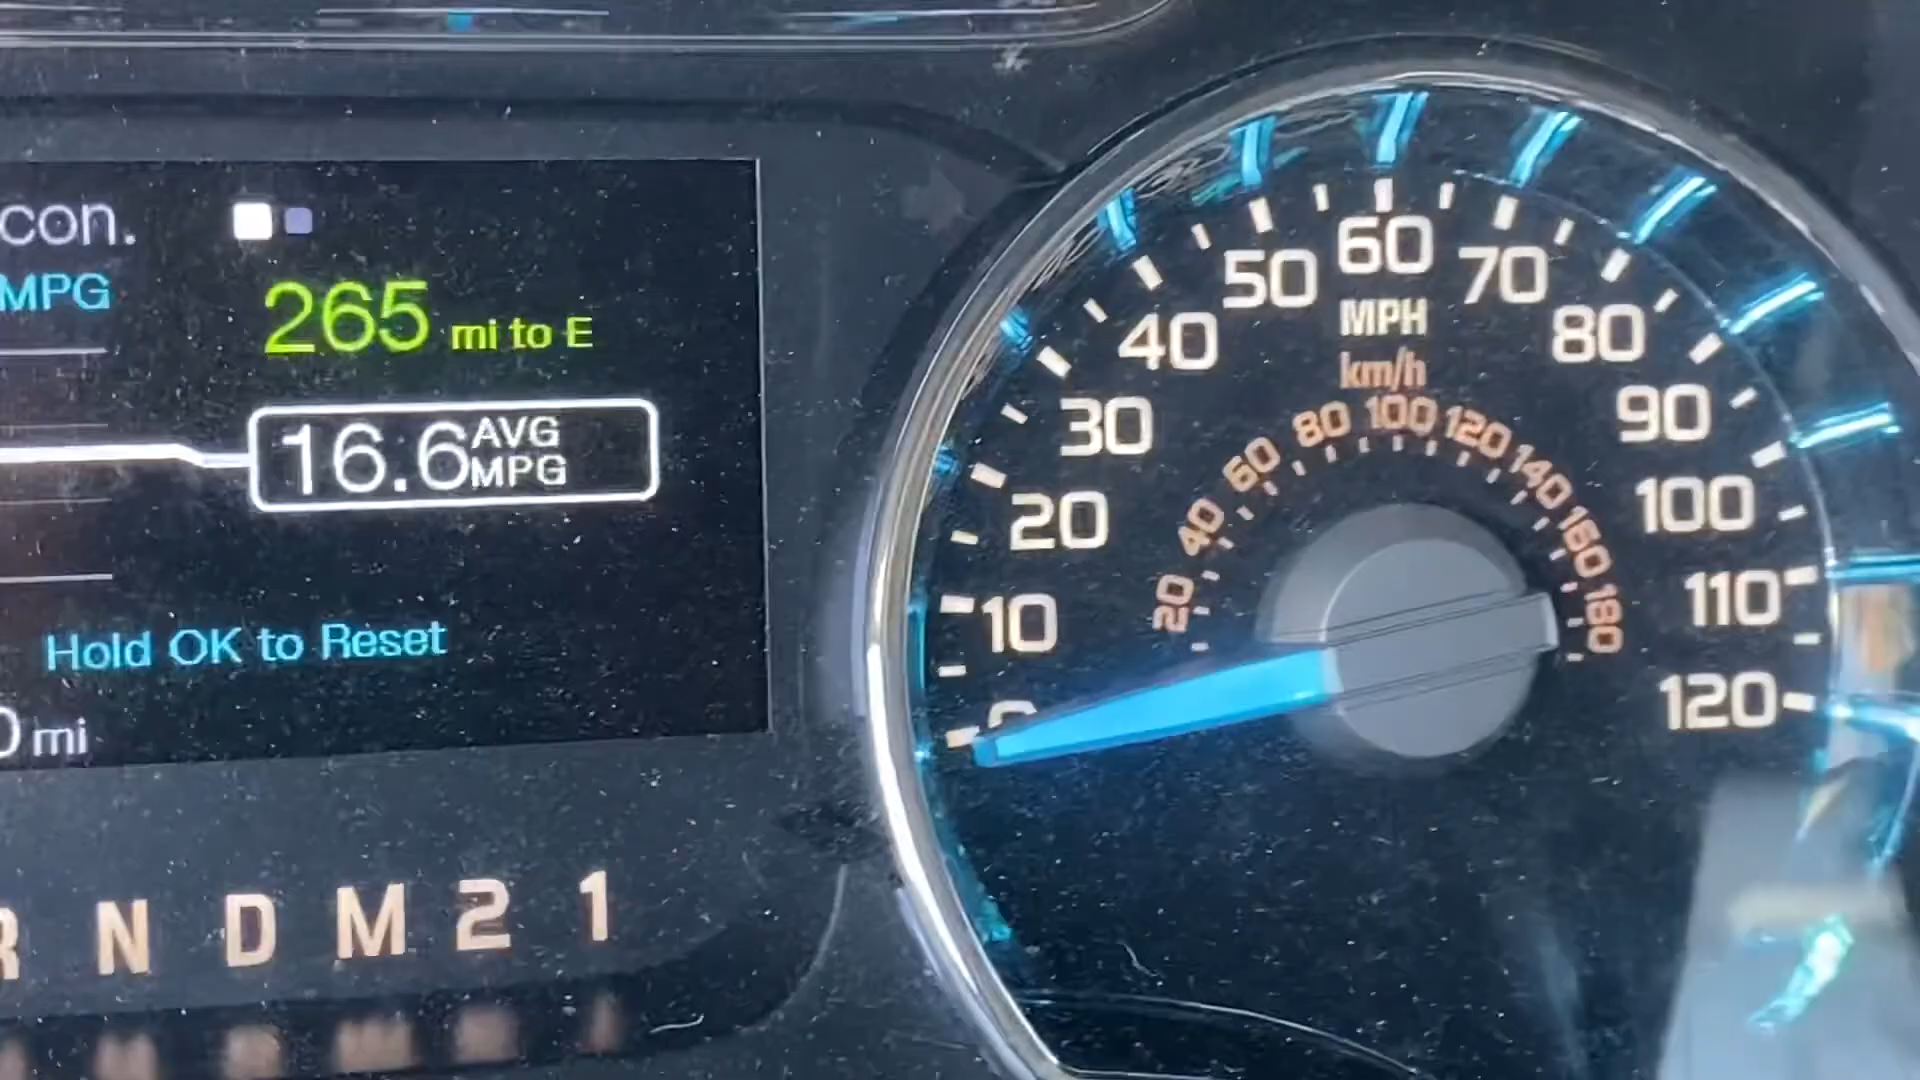 con.
MPG
265 mi to E
16.6 AVG MPG
Hold OK to Reset
0 mi
R N D M 2 1
0 10 20 30 40 50 60 70 80 90 100 110 120
MPH
km/h
20 40 60 80 100 120 140 160 180